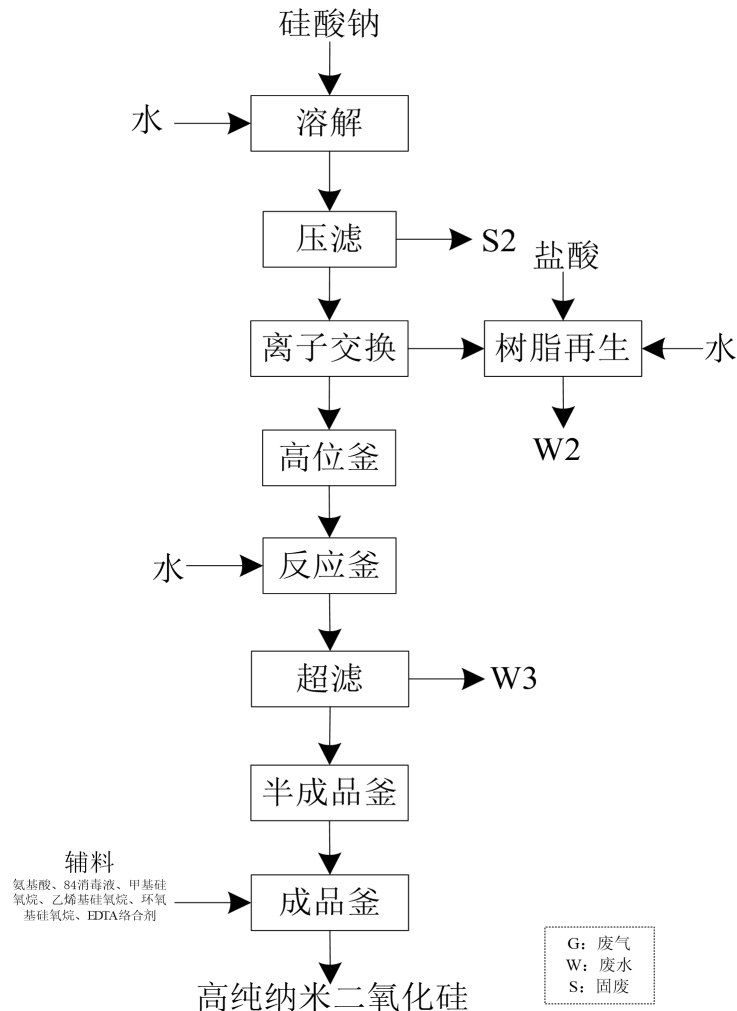 硅酸钠
水
溶解
压滤
S2
盐酸
离子交换
树脂再生
水
W2
高位釜
水
反应釜
超滤
W3
半成品釜
辅料
氨基酸、84消毒液、甲基硅
氧烷、乙烯基硅氧烷、环氧
基硅氧烷、EDTA络合剂
成品釜
高纯纳米二氧化硅
G：废气
W：废水
S：固废